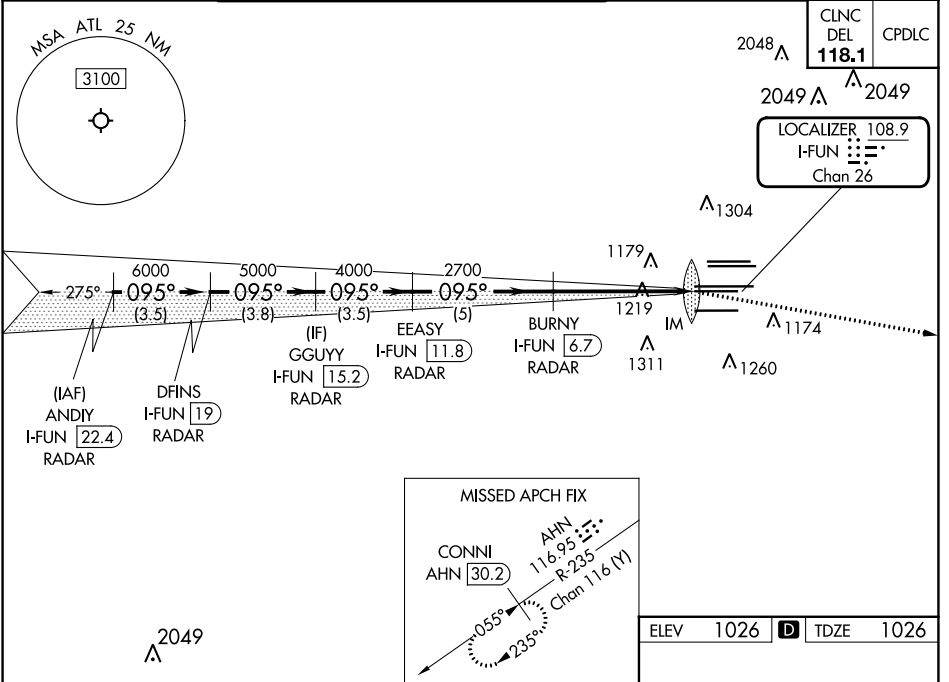 MSA ATL 25 NM
3100
CLNC
DEL
118.1
CPDLC
2048
2049
2049
LOCALIZER 108.9
I-FUN
Chan 26
1304
1179
1219
IM
1311
1174
1260
275°
6000
095°
(3.5)
5000
095°
(3.8)
4000
095°
(3.5)
2700
095°
(5)
(IAF)
ANDIY
I-FUN 22.4
RADAR
DFINS
I-FUN 19
RADAR
(IF)
GGUYY
I-FUN 15.2
RADAR
EEASY
I-FUN 11.8
RADAR
BURNY
I-FUN 6.7
RADAR
MISSED APCH FIX
CONNI
AHN 30.2
AHN
116.95
R-235
Chan 116 (Y)
055°
235°
2049
ELEV 1026 D TDZE 1026